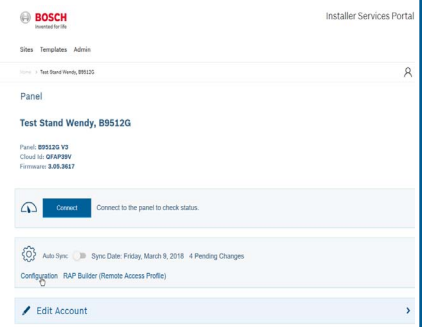 BOSCH
Invented for life
Installer Services Portal
Sites Templates Admin
Home > Test Stand Wendy, B9512G
Panel
Test Stand Wendy, B9512G
Panel: B9512G V3
Cloud Id: QFAP39V
Firmware: 3.05.3617
Connect Connect to the panel to check status.
Auto Sync Sync Date: Friday, March 9, 2018 4 Pending Changes
Configuration RAP Builder (Remote Access Profile)
Edit Account